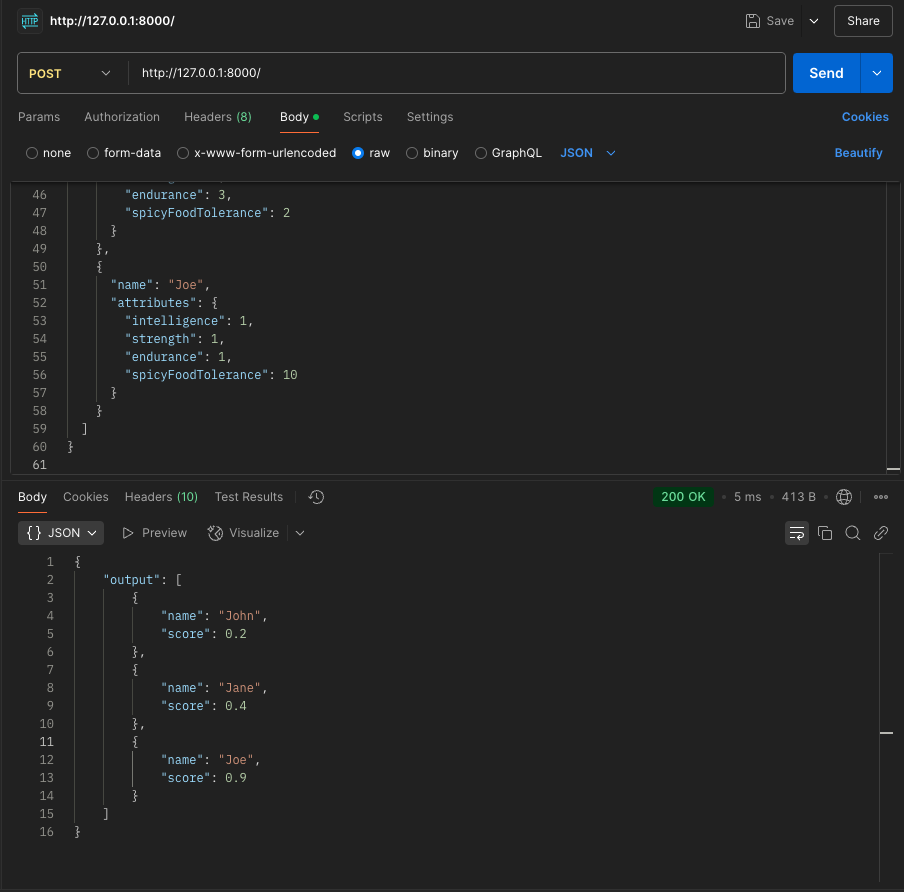 HTTP http://127.0.0.1:8000/ Save Share
POST http://127.0.0.1:8000/ Send
Params Authorization Headers (8) Body Scripts Settings Cookies
none form-data x-www-form-urlencoded raw binary GraphQL JSON Beautify
46 "endurance": 3,
47 "spicyFoodTolerance": 2
48 }
49 },
50 {
51 "name": "Joe",
52 "attributes": {
53 "intelligence": 1,
54 "strength": 1,
55 "endurance": 1,
56 "spicyFoodTolerance": 10
57 }
58 }
59 ]
60 }
61
Body Cookies Headers (10) Test Results 200 OK • 5 ms • 413 B •
{} JSON Preview Visualize
1 {
2 "output": [
3 {
4 "name": "John",
5 "score": 0.2
6 },
7 {
8 "name": "Jane",
9 "score": 0.4
10 },
11 {
12 "name": "Joe",
13 "score": 0.9
14 }
15 ]
16 }